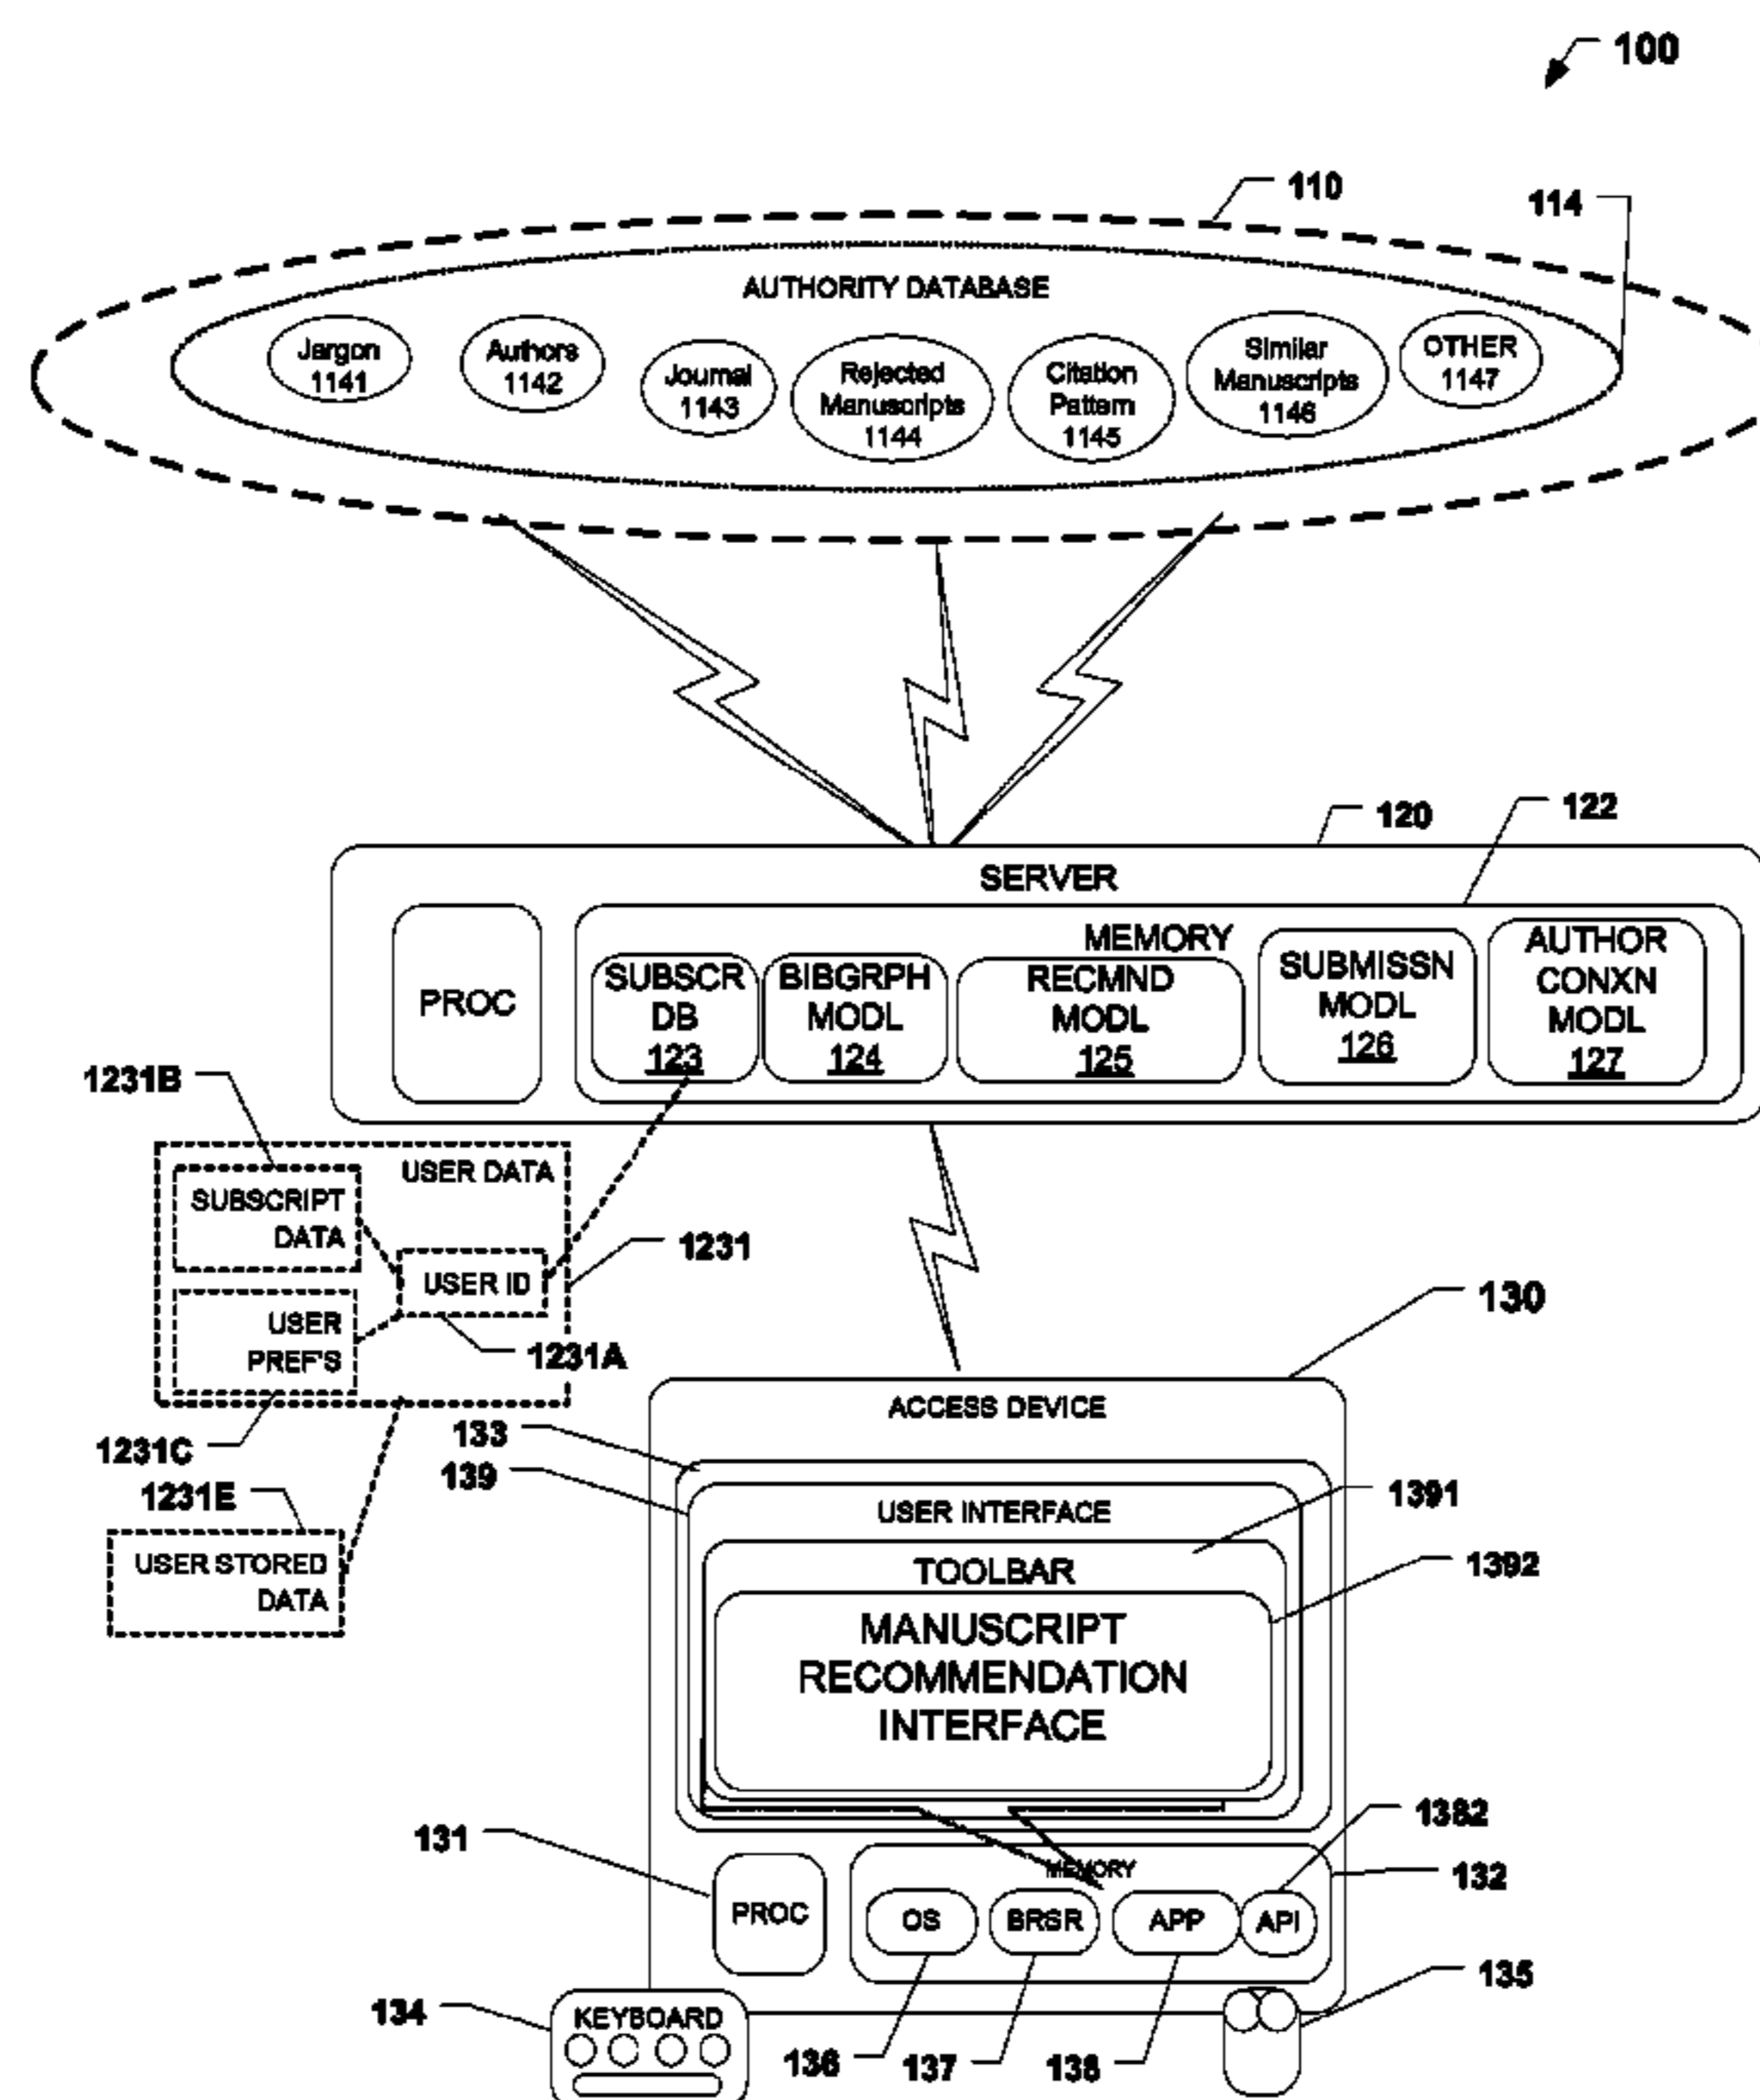 100
110
114
AUTHORITY DATABASE
Jargon
1141
Authors
1142
Journal
1143
Rejected
Manuscripts
1144
Citation
Pattern
1145
Similar
Manuscripts
1146
OTHER
1147
120
122
SERVER
PROC
MEMORY
SUBSCR
DB
123
BIBGRPH
MODL
124
RECMND
MODL
125
SUBMISSN
MODL
126
AUTHOR
CONXN
MODL
127
1231B
USER DATA
SUBSCRIPT
DATA
USER ID
1231
USER
PREF'S
1231A
1231C
1231E
USER STORED
DATA
130
ACCESS DEVICE
133
139
USER INTERFACE
1391
TOOLBAR
1392
MANUSCRIPT
RECOMMENDATION
INTERFACE
1382
131
MEMORY
132
PROC
OS
BRSR
APP
API
135
134
KEYBOARD
136
137
138